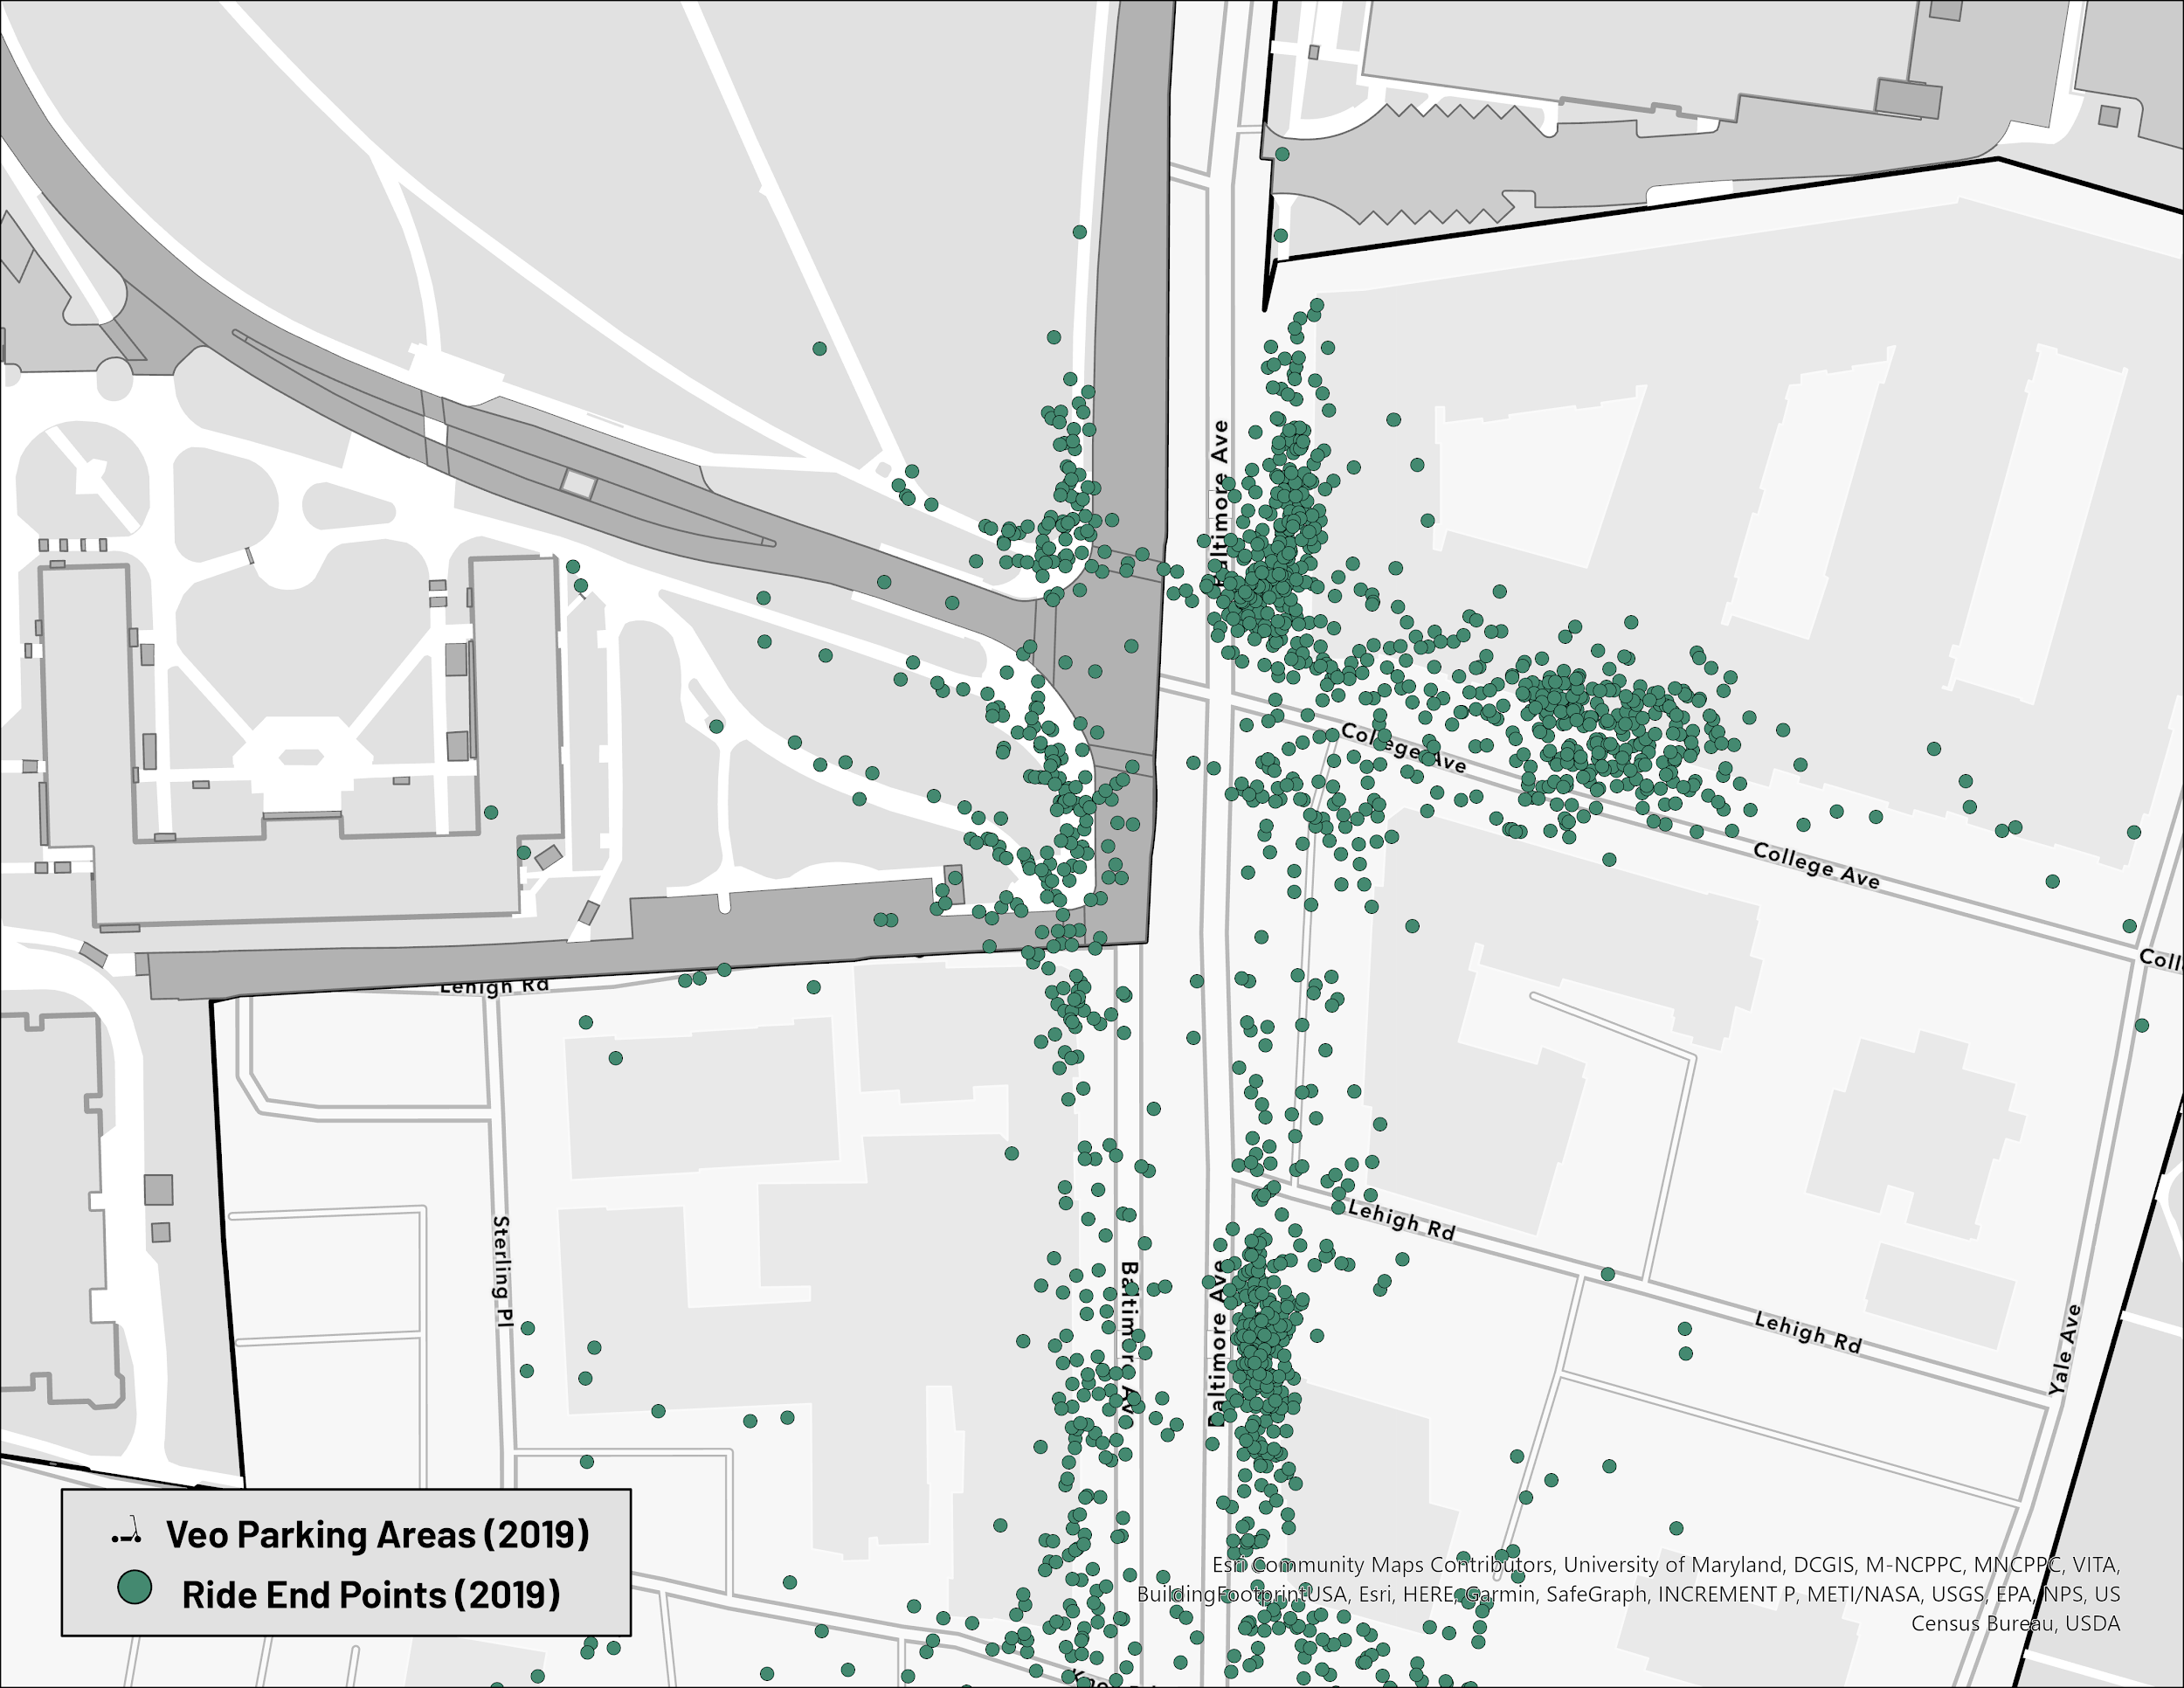 Baltimore Ave
College Ave
College Ave
Lehigh Rd
Sterling Pl
Lehigh Rd
Baltimore Ave
Baltimore Ave
Lehigh Rd
Yale Ave
Veo Parking Areas (2019)
Ride End Points (2019)
Esri Community Maps Contributors, University of Maryland, DCGIS, M-NCPPC, MNCPPC, VITA,
BuildingFootprintUSA, Esri, HERE, Garmin, SafeGraph, INCREMENT P, METI/NASA, USGS, EPA, NPS, US
Census Bureau, USDA